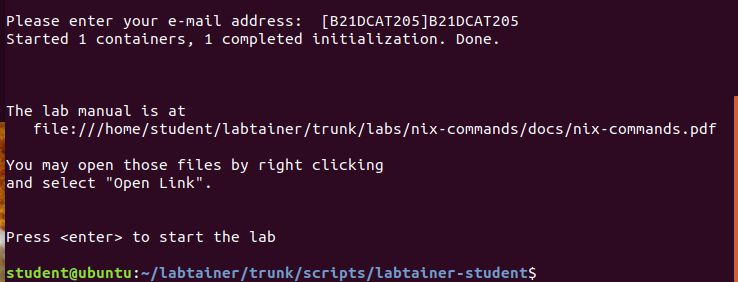 Please enter your e-mail address:  [B21DCAT205]B21DCAT205
Started 1 containers, 1 completed initialization. Done.
The lab manual is at
   file:///home/student/labtainer/trunk/labs/nix-commands/docs/nix-commands.pdf
You may open those files by right clicking
and select "Open Link".
Press <enter> to start the lab
student@ubuntu:~/labtainer/trunk/scripts/labtainer-student$